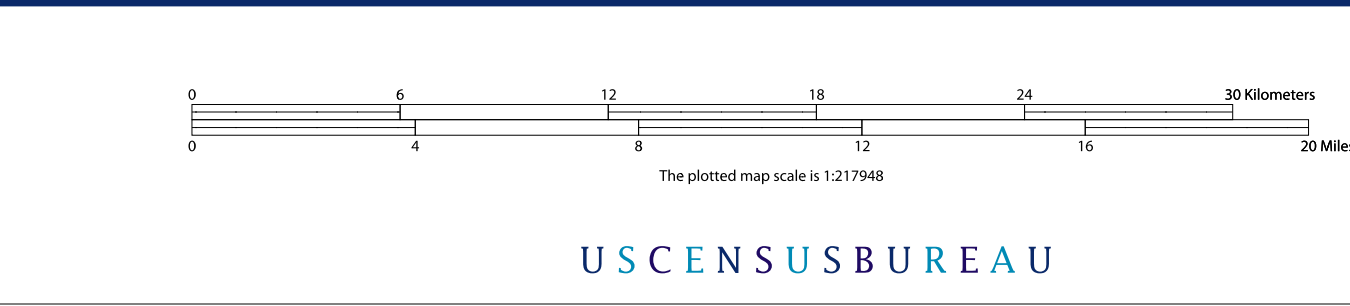 0 6 12 18 24 30 Kilometers
0 4 8 12 16 20 Miles
The plotted map scale is 1:217948
USCENSUSBUREAU